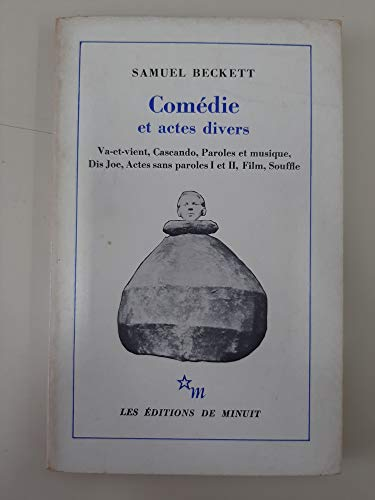 SAMUEL BECKETT
Comédie
et actes divers
Va-et-vient, Cascando, Paroles et musique,
Dis Joe, Actes sans paroles I et II, Film, Souffle
m
LES ÉDITIONS DE MINUIT